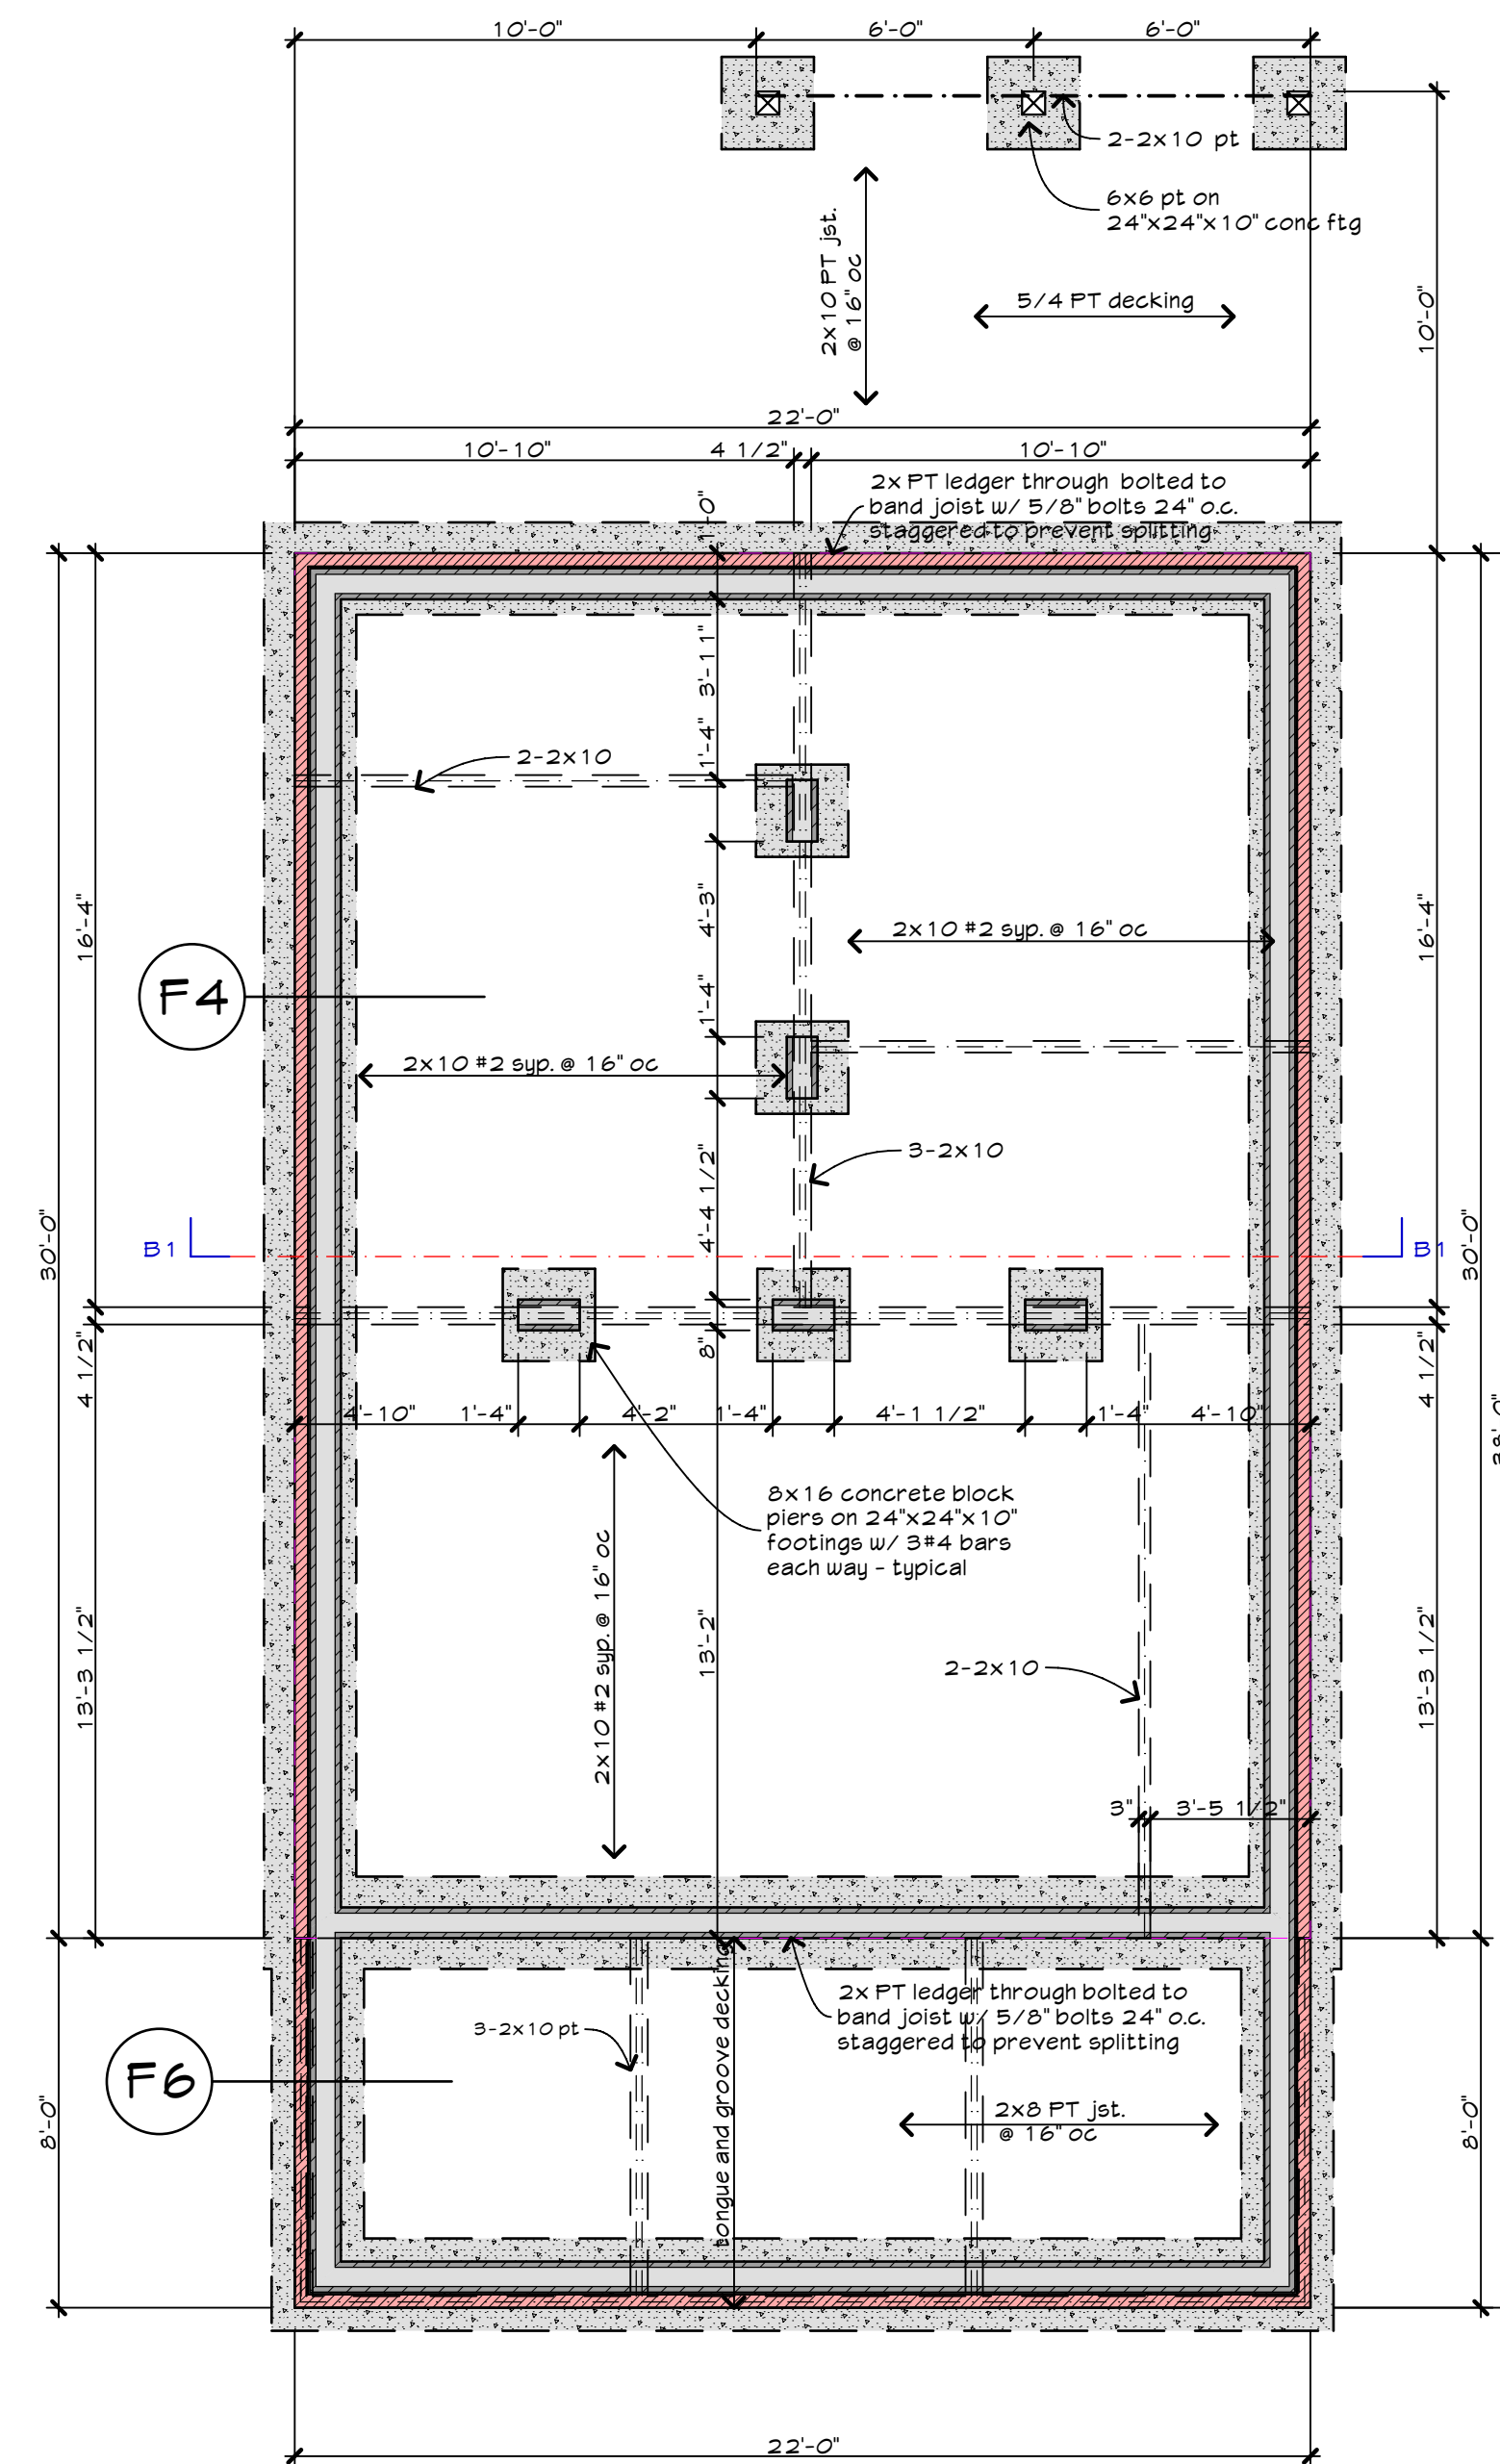 10'-0"
6'-0"
6'-0"
2-2x10 pt
6x6 pt on
24"x24"x10" conc ftg
2x10 PT jst.
@ 16" oc
5/4 PT decking
10'-0"
22'-0"
10'-10"
4 1/2"
10'-10"
2x PT ledger through bolted to
band joist w/ 5/8" bolts 24" o.c.
staggered to prevent splitting
1'-0"
3'-11"
1'-4"
2-2x10
4'-3"
16'-4"
16'-4"
2x10 #2 syp. @ 16" oc
F4
1'-4"
2x10 #2 syp. @ 16" oc
3-2x10
4'-4 1/2"
30'-0"
30'-0"
B1
B1
8"
4 1/2"
4 1/2"
4'-10"
1'-4"
4'-2"
1'-4"
4'-1 1/2"
1'-4"
4'-10"
8x16 concrete block
piers on 24"x24"x10"
footings w/ 3#4 bars
each way - typical
2x10 #2 syp. @ 16" oc
13'-2"
13'-3 1/2"
13'-3 1/2"
2-2x10
3"
3'-5 1/2"
2x PT ledger through bolted to
band joist w/ 5/8" bolts 24" o.c.
staggered to prevent splitting
3-2x10 pt
F6
tongue and groove decking
2x8 PT jst.
@ 16" oc
8'-0"
8'-0"
22'-0"